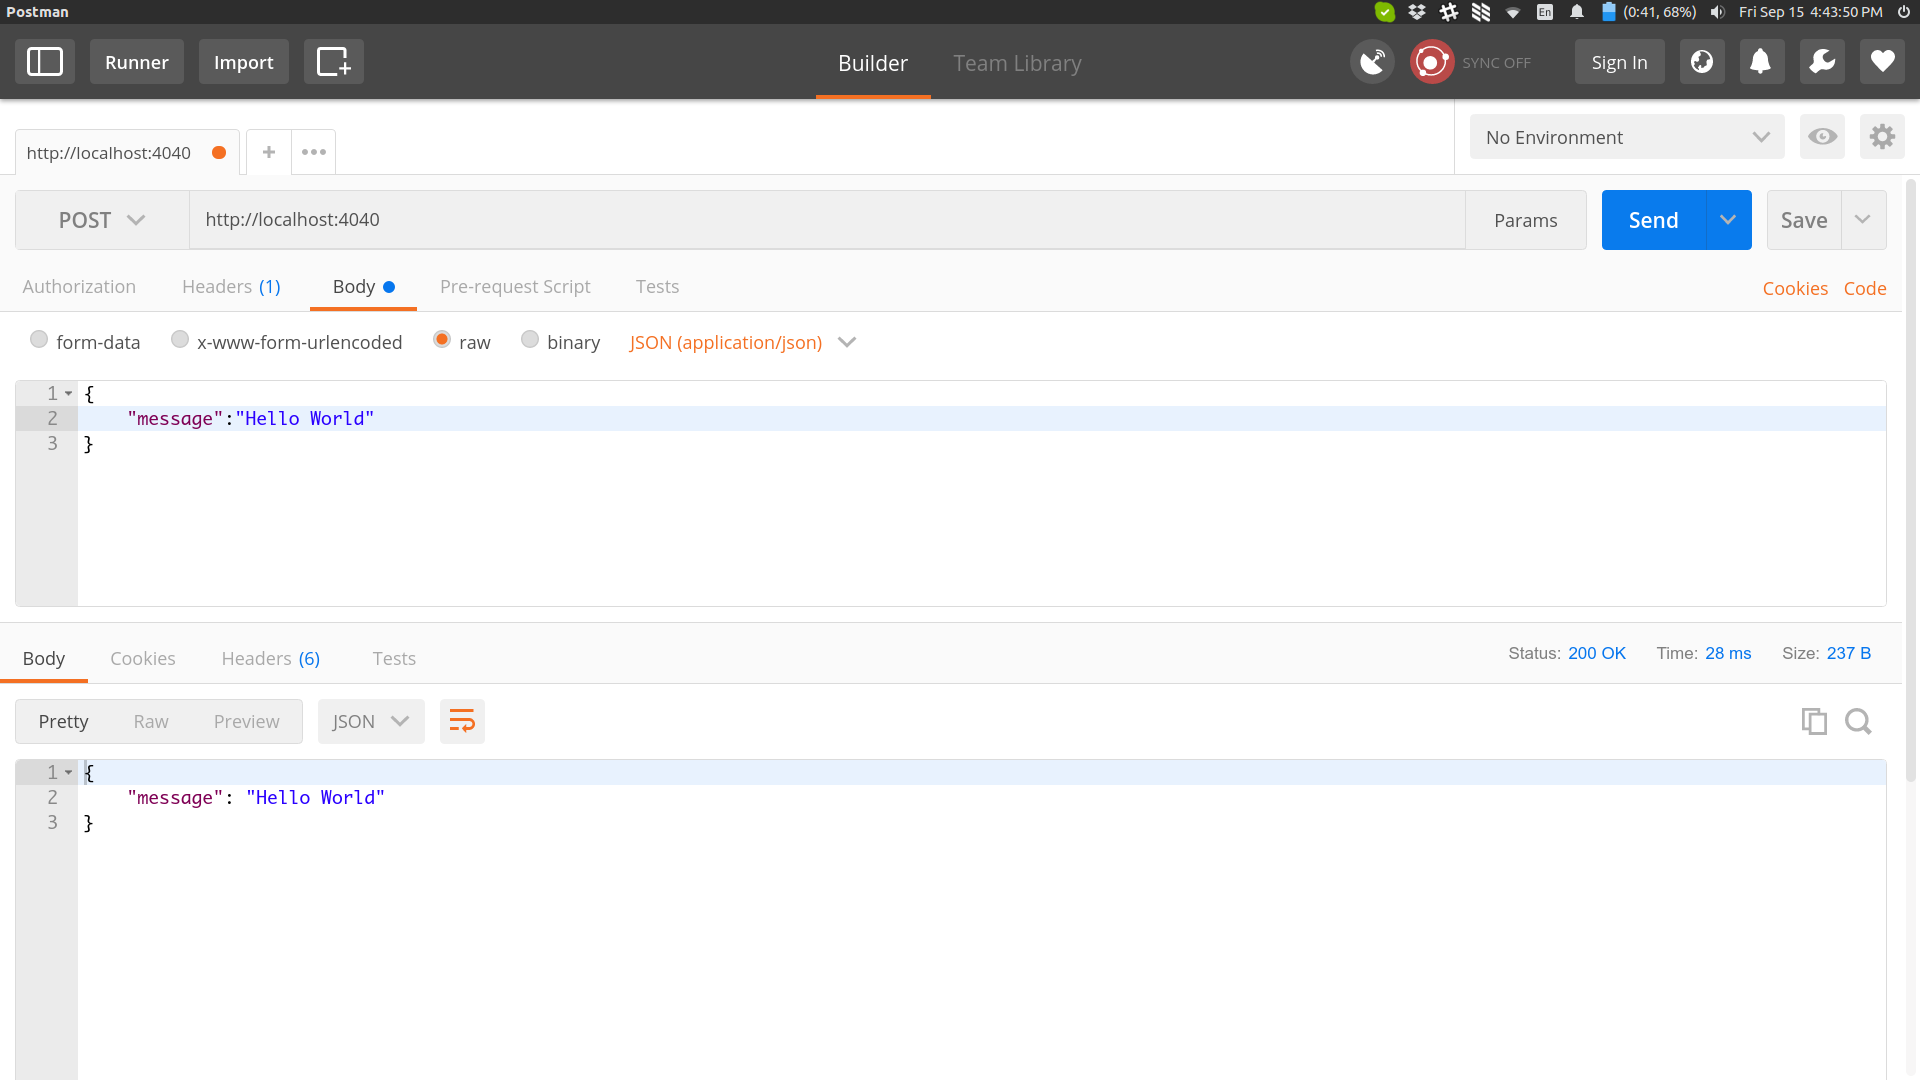 Postman En (0:41, 68%) Fri Sep 15 4:43:50 PM
Runner Import Builder Team Library SYNC OFF Sign In
http://localhost:4040 + ••• No Environment
POST http://localhost:4040 Params Send Save
Authorization Headers (1) Body Pre-request Script Tests Cookies Code
form-data x-www-form-urlencoded raw binary JSON (application/json)
1 {
2 "message":"Hello World"
3 }
Body Cookies Headers (6) Tests Status: 200 OK Time: 28 ms Size: 237 B
Pretty Raw Preview JSON
1 {
2 "message": "Hello World"
3 }